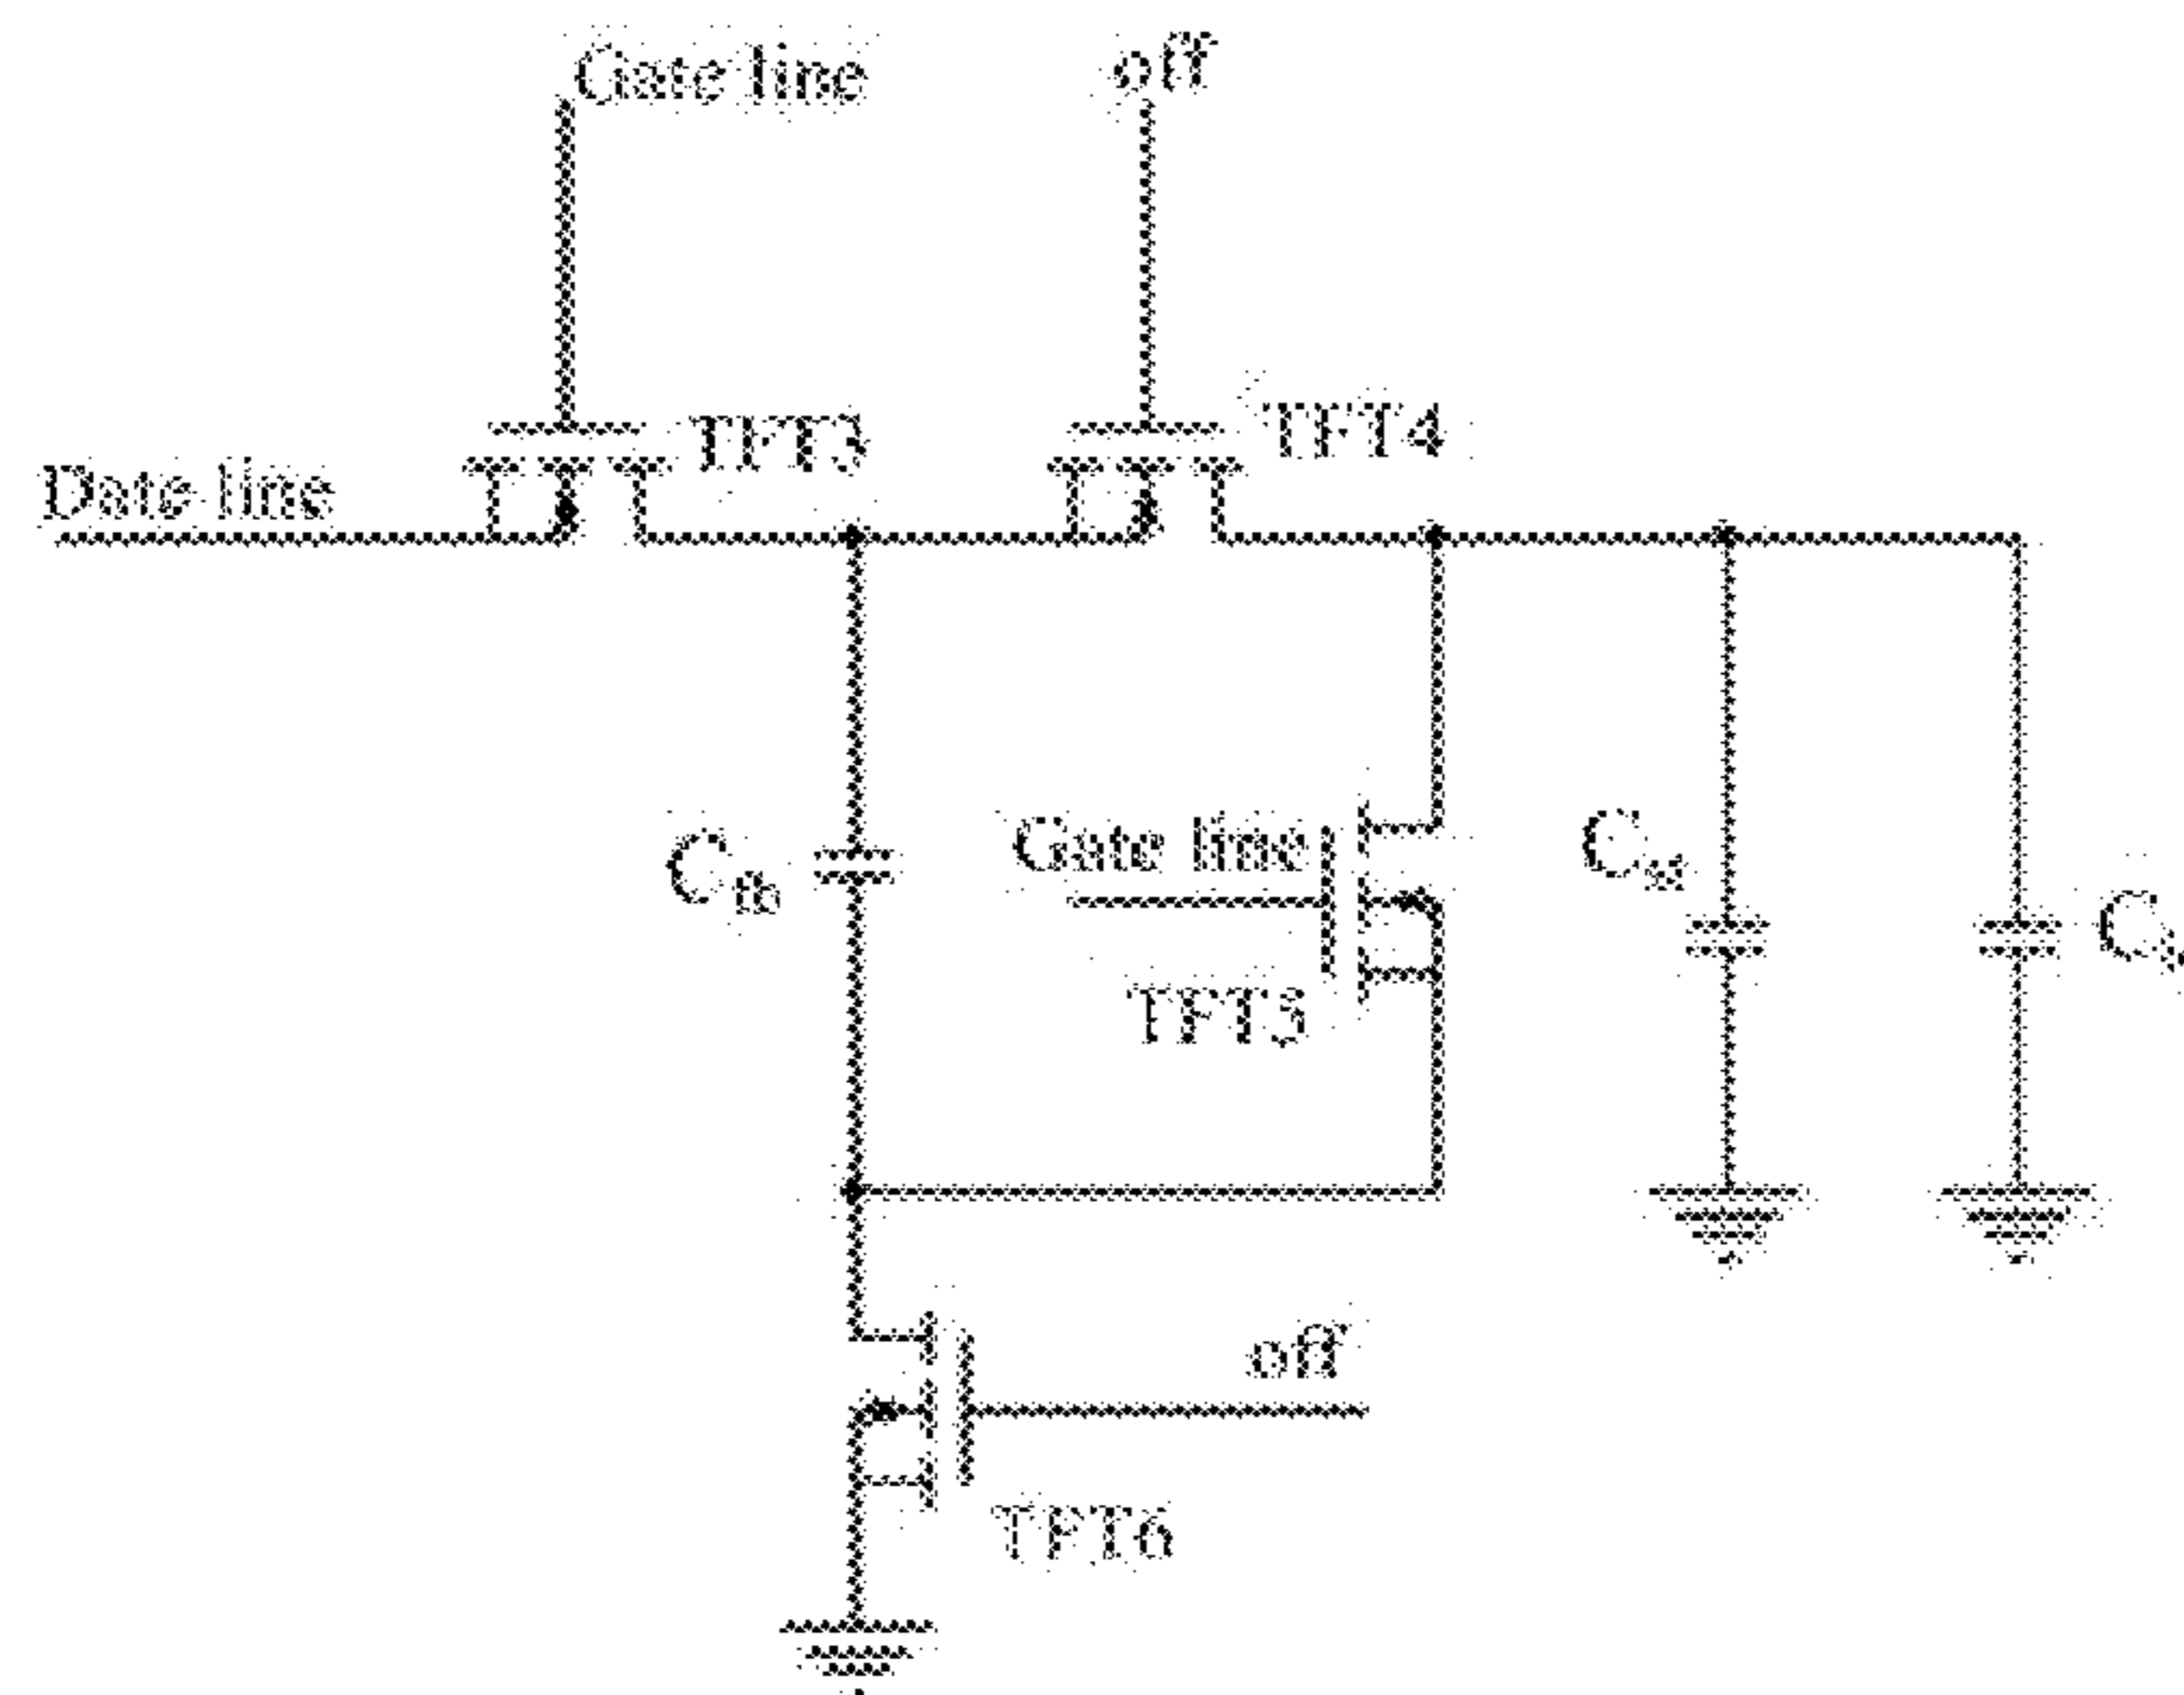 Gate line
off
TFT3
TFT4
Date line
Gate line
TFT5
off
TFT6